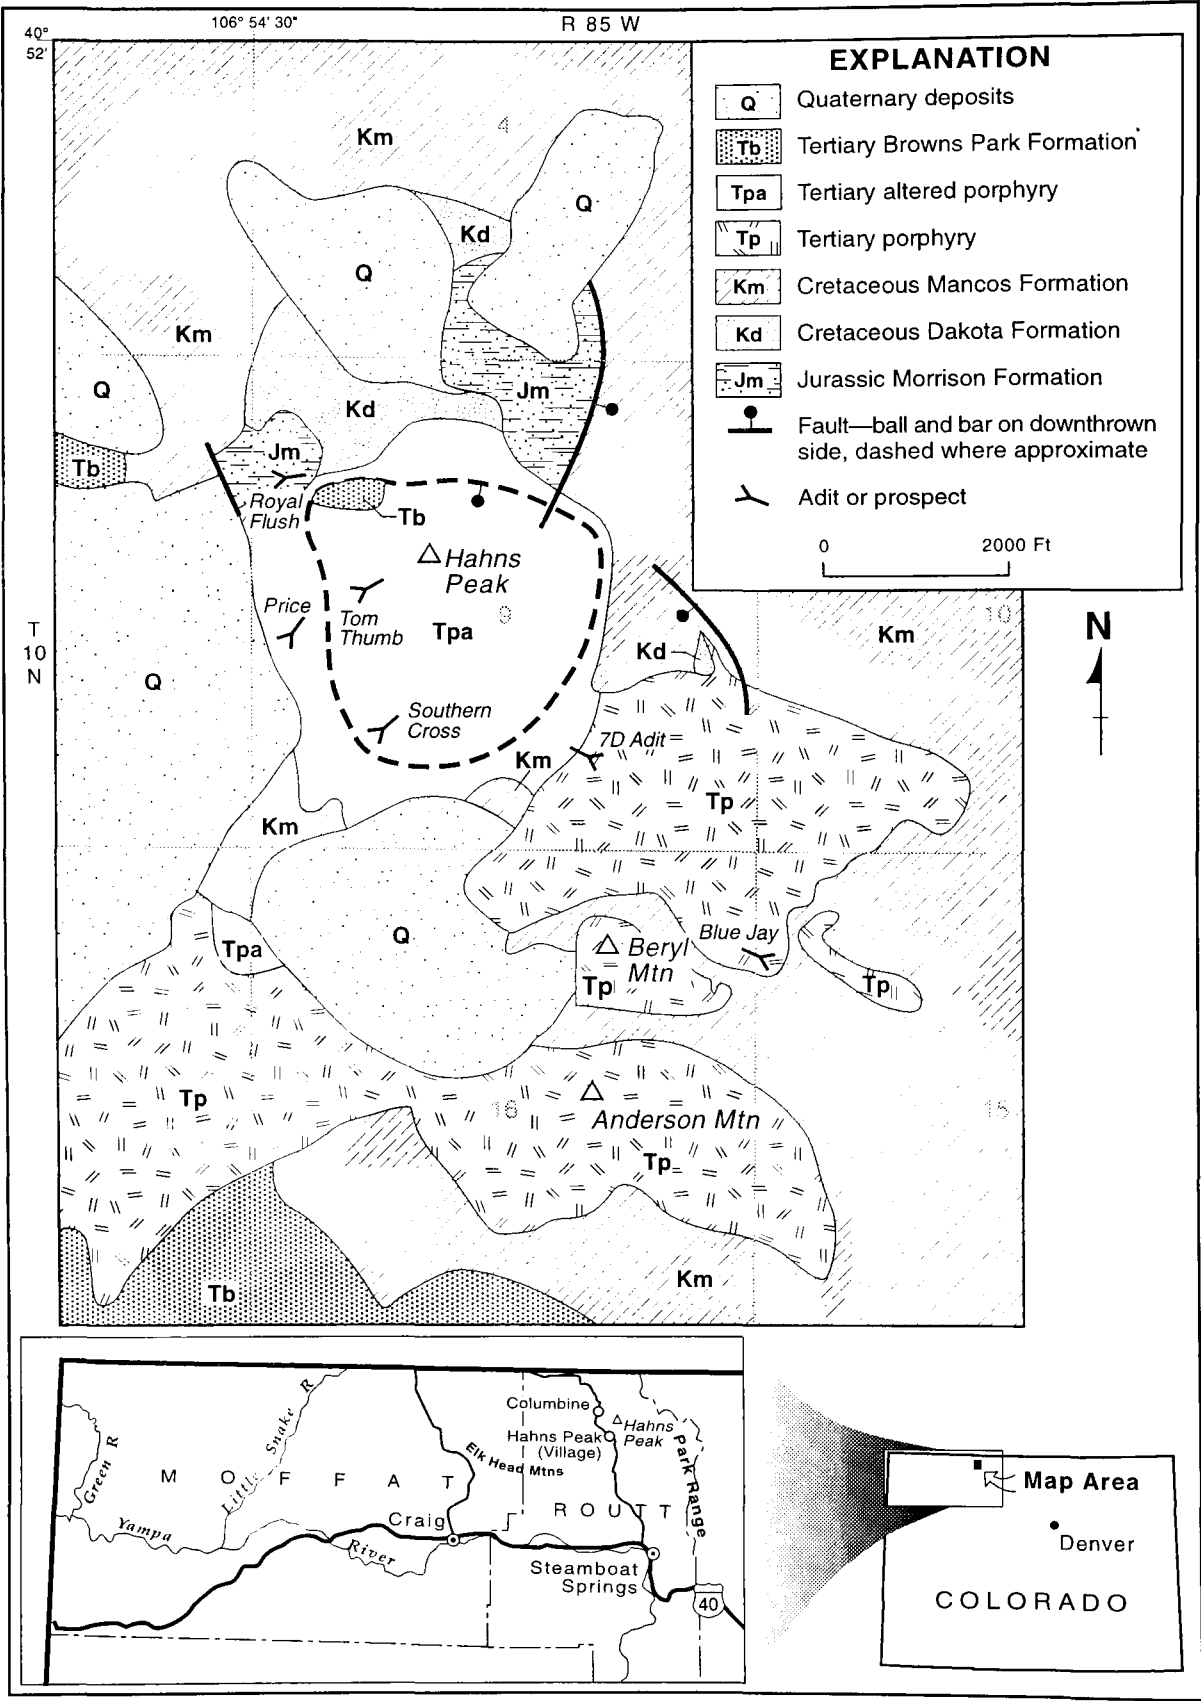 106° 54' 30"
R 85 W
40°
52'
EXPLANATION
Q Quaternary deposits
Tb Tertiary Browns Park Formation
Tpa Tertiary altered porphyry
Tp Tertiary porphyry
Km Cretaceous Mancos Formation
Kd Cretaceous Dakota Formation
Jm Jurassic Morrison Formation
Fault—ball and bar on downthrown
side, dashed where approximate
Adit or prospect
0 2000 Ft
Km
4
Q
Kd
Q
Km
Q
Jm
Kd
Jm
Tb
Royal
Flush
Tb
Hahns
Peak
Price
Tom
Thumb
Tpa
9
10
Km
N
T
10
N
Kd
Q
Southern
Cross
7D Adit
Km
Tp
Km
Q
Blue Jay
Tpa
Beryl
Mtn
Tp
Tp
Tp
16
15
Anderson Mtn
Tp
Tb
Km
Green R
Little Snake R
Columbine
Hahns
Peak
Hahns Peak
(Village)
Elk Head Mtns
Park Range
MOFFAT
ROUTT
Yampa
River
Craig
Steamboat
Springs
40
Map Area
Denver
COLORADO